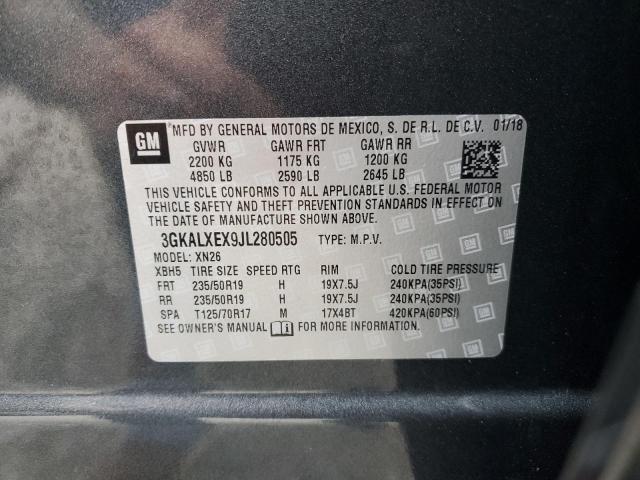 GM
MFD BY GENERAL MOTORS DE MEXICO, S. DE R.L. DE C.V. 01/18
GVWR GAWR FRT GAWR RR
2200 KG 1175 KG 1200 KG
4850 LB 2590 LB 2645 LB
THIS VEHICLE CONFORMS TO ALL APPLICABLE U.S. FEDERAL MOTOR
VEHICLE SAFETY AND THEFT PREVENTION STANDARDS IN EFFECT ON
THE DATE OF MANUFACTURE SHOWN ABOVE.
3GKALXEX9JL280505 TYPE: M.P.V.
MODEL: XN26
XBH5 TIRE SIZE SPEED RTG RIM COLD TIRE PRESSURE
FRT 235/50R19 H 19X7.5J 240KPA(35PSI)
RR 235/50R19 H 19X7.5J 240KPA(35PSI)
SPA T125/70R17 M 17X4BT 420KPA(60PSI)
SEE OWNER'S MANUAL FOR MORE INFORMATION.